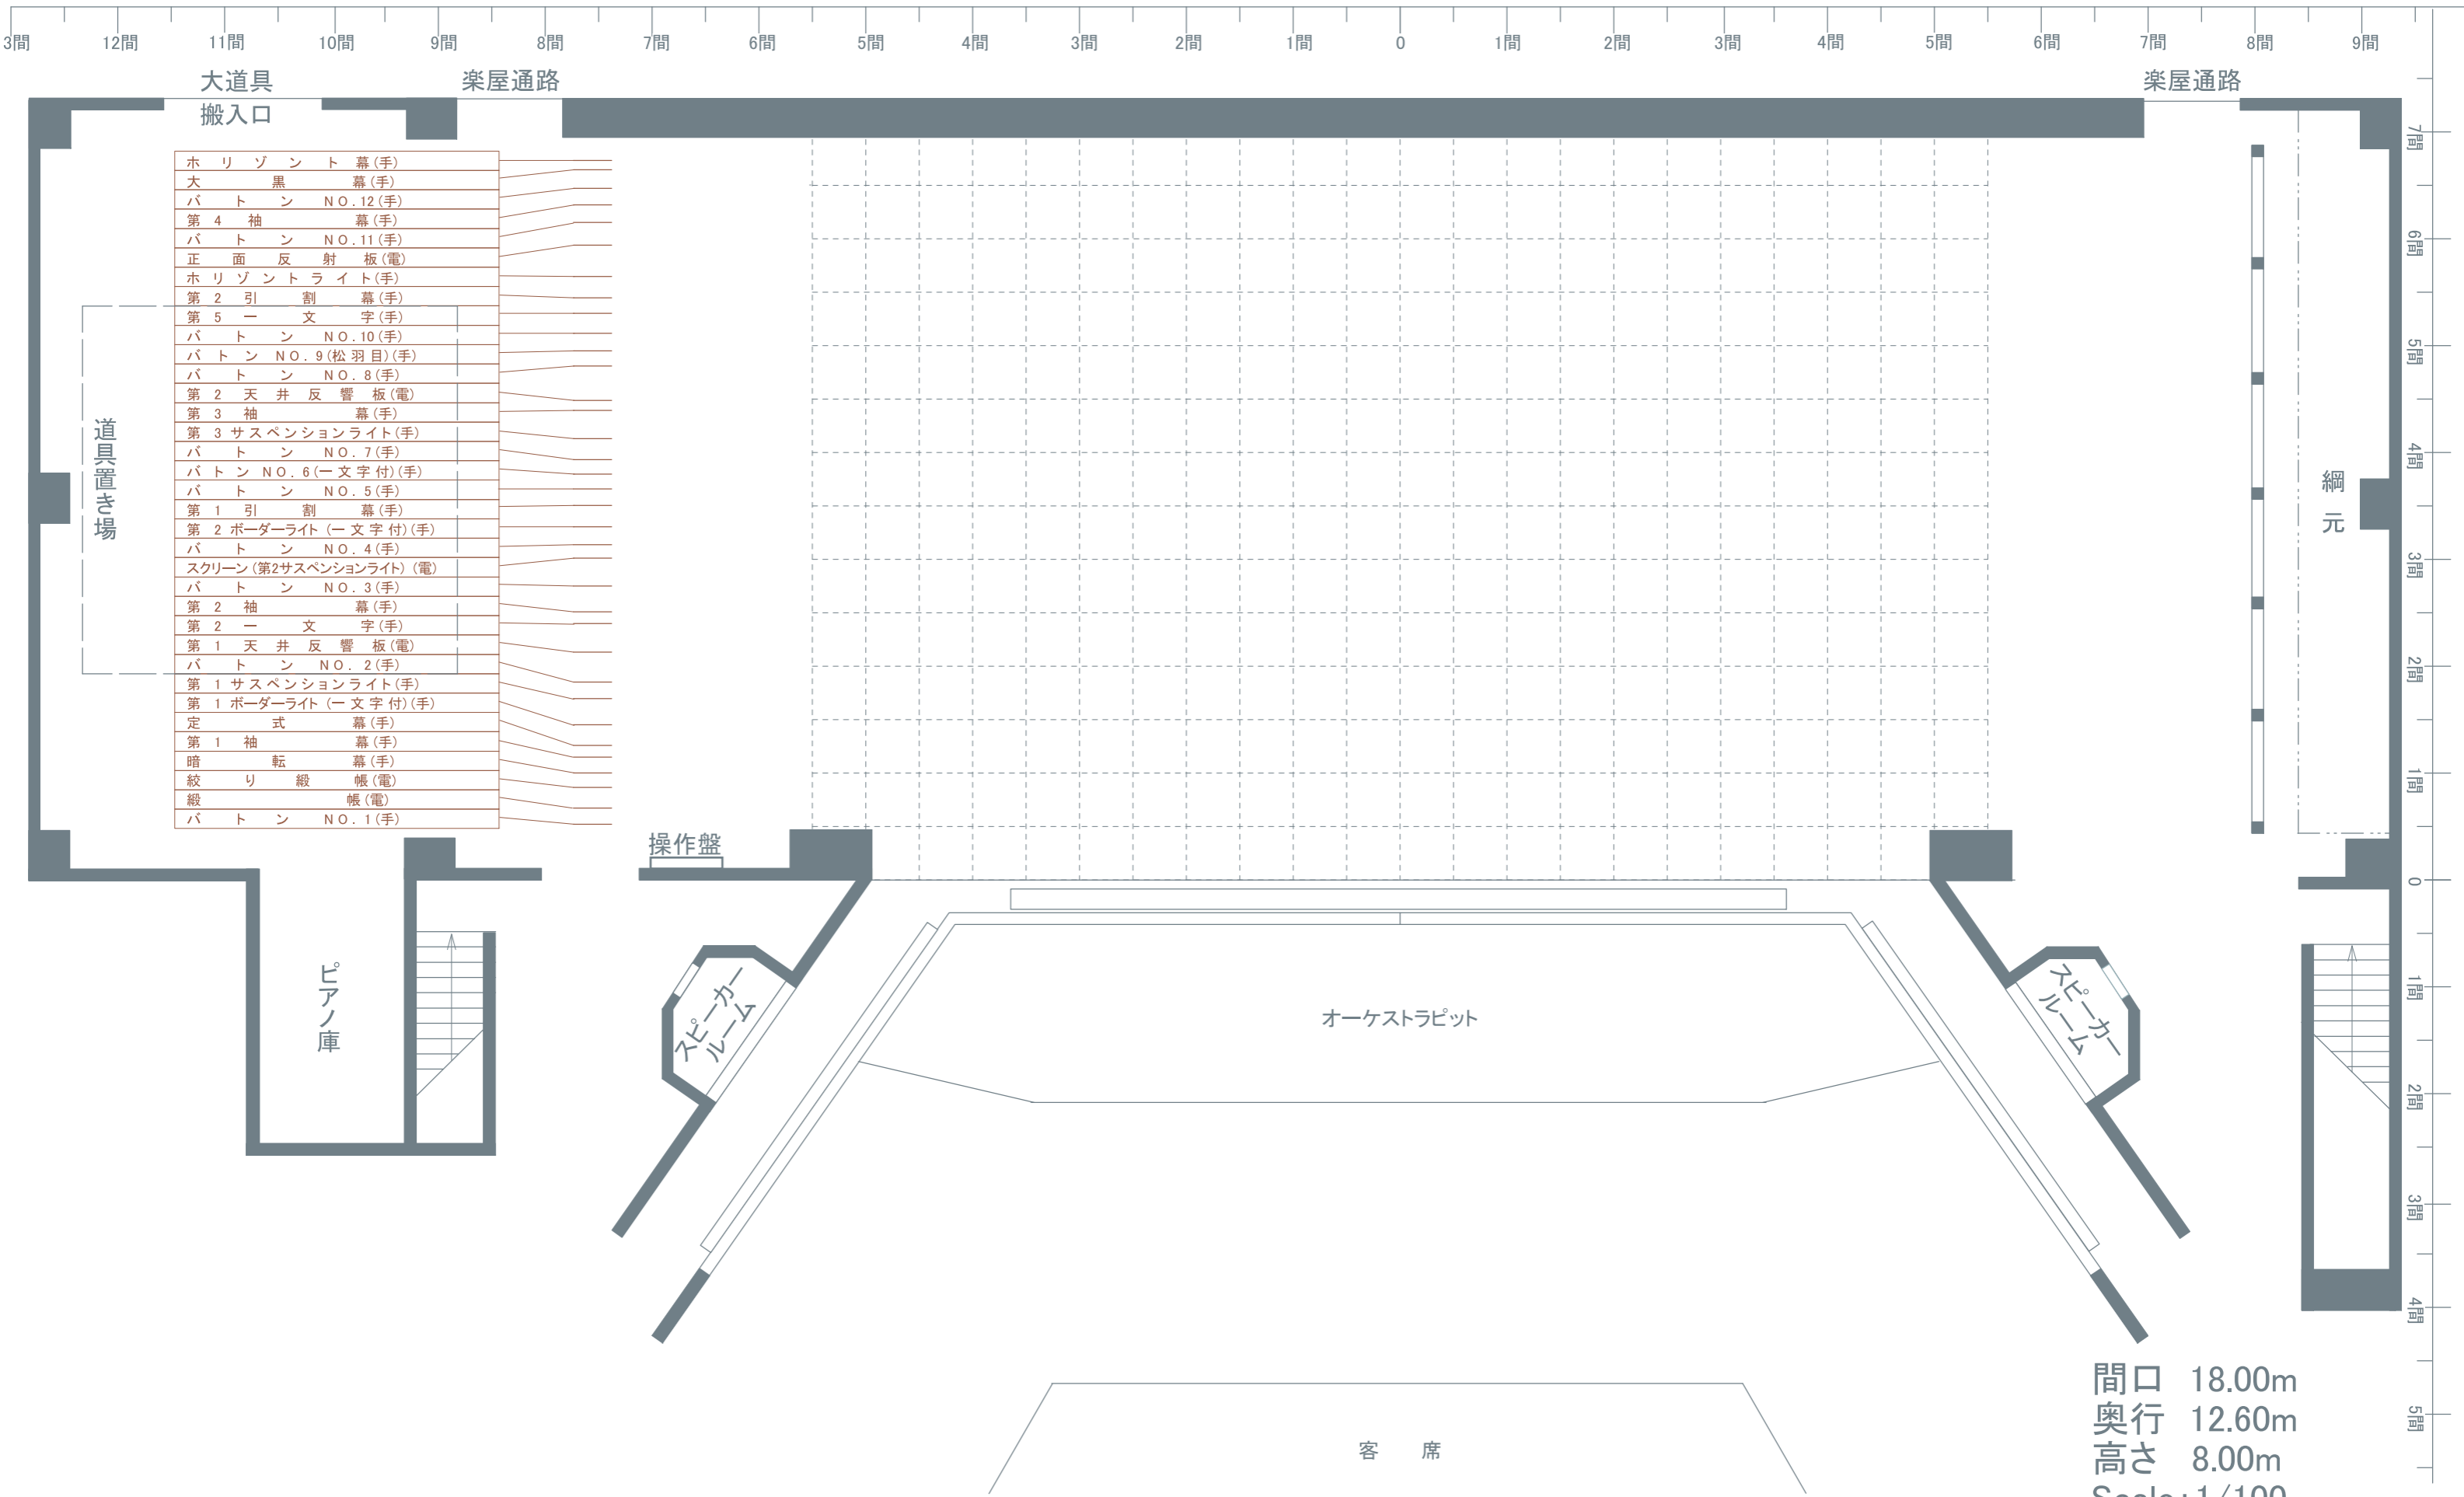 3間 12間 11間 10間 9間 8間 7間 6間 5間 4間 3間 2間 1間 0 1間 2間 3間 4間 5間 6間 7間 8間 9間
大道具
搬入口
楽屋通路
楽屋通路
ホリゾント幕(手)
大黒幕(手)
バトン NO.12(手)
第4袖幕(手)
バトン NO.11(手)
正面反射板(電)
ホリゾントライト(手)
第2引割幕(手)
第5一文字(手)
バトン NO.10(手)
バトン NO.9(松羽目)(手)
バトン NO.8(手)
第2天井反響板(電)
第3袖幕(手)
第3サスペンションライト(手)
バトン NO.7(手)
バトン NO.6(一文字付)(手)
バトン NO.5(手)
第1引割幕(手)
第2ボーダーライト(一文字付)(手)
バトン NO.4(手)
スクリーン(第2サスペンションライト)(電)
バトン NO.3(手)
第2袖幕(手)
第2一文字(手)
第1天井反響板(電)
バトン NO.2(手)
第1サスペンションライト(手)
第1ボーダーライト(一文字付)(手)
定式幕(手)
第1袖幕(手)
暗転幕(手)
絞り緞帳(電)
緞帳(電)
バトン NO.1(手)
道具置き場
綱元
操作盤
ピアノ庫
スピーカー
ルーム
オーケストラピット
スピーカー
ルーム
客席
7間
6間
5間
4間
3間
2間
1間
0
1間
2間
3間
4間
5間
間口 18.00m
奥行 12.60m
高さ 8.00m
Scale:1/100